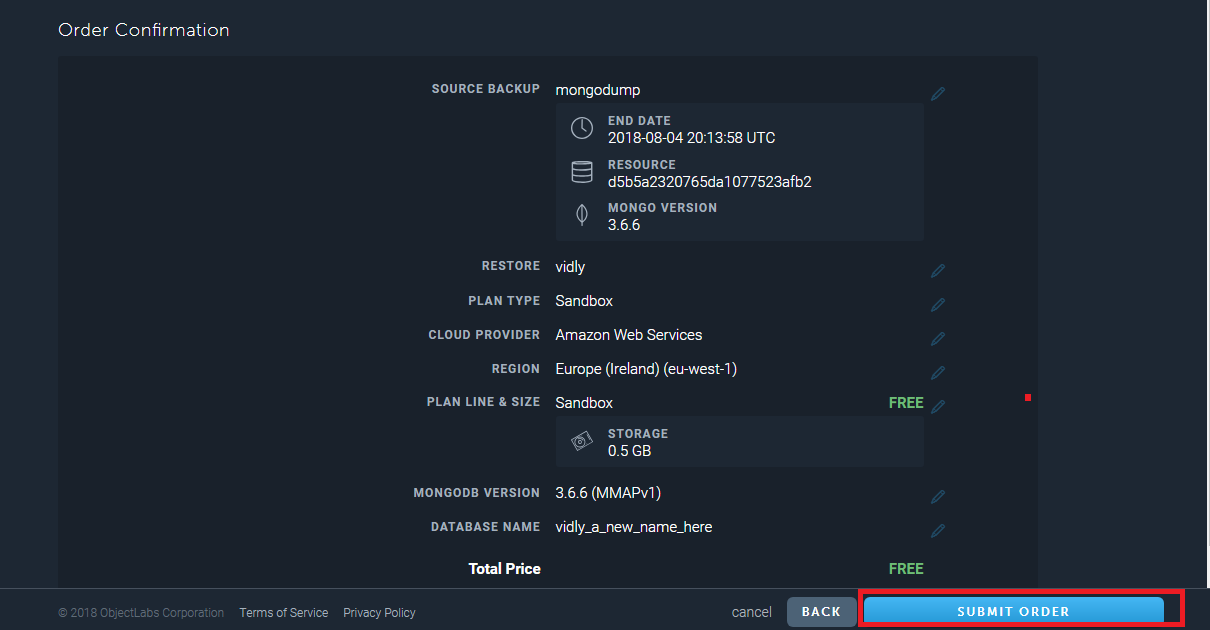 Order Confirmation
SOURCE BACKUP mongodump
END DATE
2018-08-04 20:13:58 UTC
RESOURCE
d5b5a2320765da1077523afb2
MONGO VERSION
3.6.6
RESTORE vidly
PLAN TYPE Sandbox
CLOUD PROVIDER Amazon Web Services
REGION Europe (Ireland) (eu-west-1)
PLAN LINE & SIZE Sandbox FREE
STORAGE
0.5 GB
MONGODB VERSION 3.6.6 (MMAPv1)
DATABASE NAME vidly_a_new_name_here
Total Price FREE
© 2018 ObjectLabs Corporation Terms of Service Privacy Policy cancel BACK SUBMIT ORDER